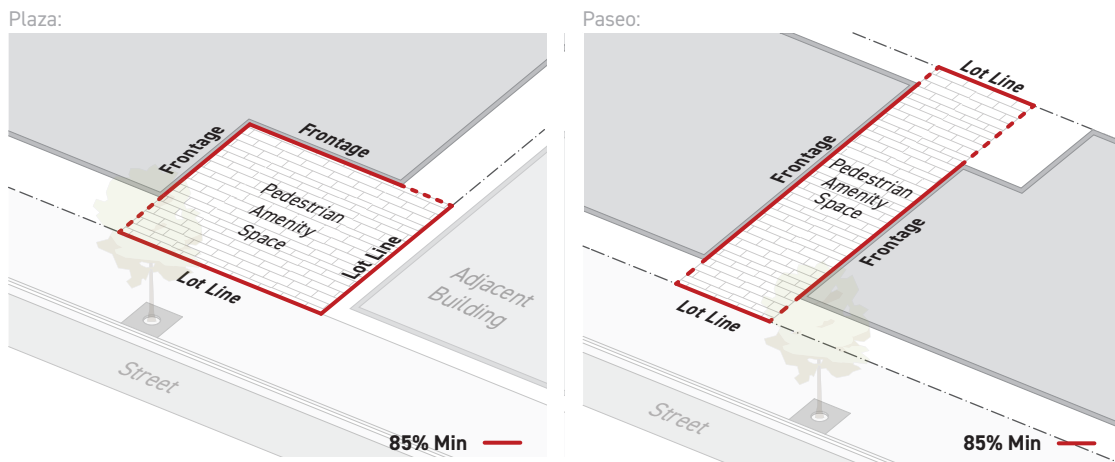 Plaza:
Frontage
Frontage
Pedestrian
Amenity
Space
Lot Line
Lot Line
Adjacent
Building
Street
85% Min
Paseo:
Lot Line
Frontage
Pedestrian
Amenity
Space
Frontage
Lot Line
Street
85% Min